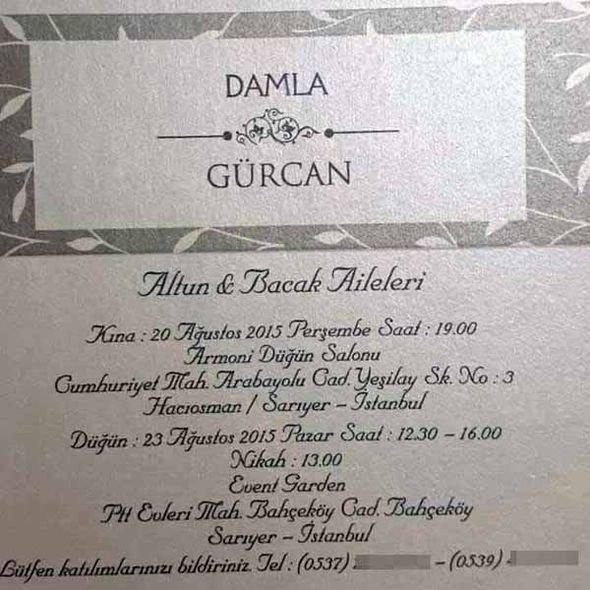 DAMLA
GÜRCAN
Altun & Bacak Aileleri
Kına : 20 Ağustos 2015 Perşembe Saat : 19.00
Armoni Düğün Salonu
Cumhuriyet Mah. Arabayolu Cad. Yeşilay Sk. No : 3
Hacıosman / Sarıyer – İstanbul
Düğün : 23 Ağustos 2015 Pazar Saat : 12.30 – 16.00
Nikah : 13.00
Event Garden
Ptt Evleri Mah. Bahçeköy Cad. Bahçeköy
Sarıyer – İstanbul
Lütfen katılımlarınızı bildiriniz. Tel : (0537) – (0539)